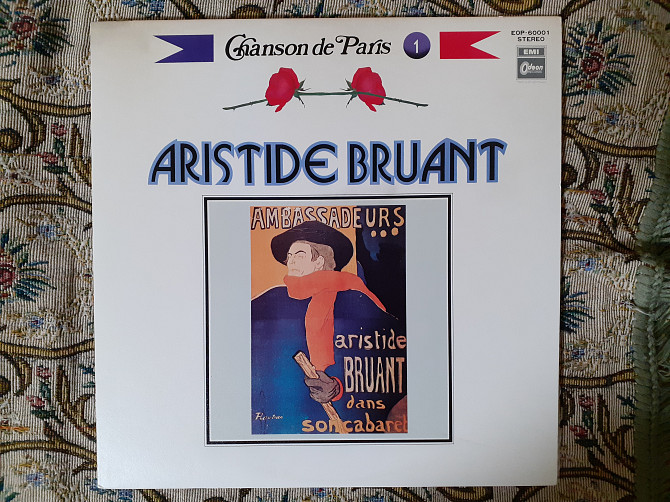 Chanson de Paris 1
EOP-60001
STEREO
EMI
Odeon
ARISTIDE BRUANT
AMBASSADEURS
aristide
BRUANT
dans
son cabaret